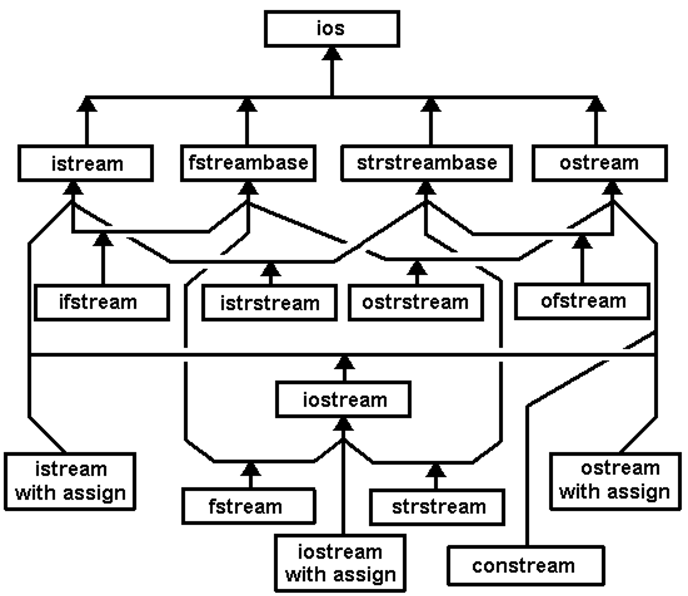 ios
istream
fstreambase
strstreambase
ostream
ifstream
istrstream
ostrstream
ofstream
iostream
istream
with assign
ostream
with assign
fstream
strstream
iostream
with assign
constream